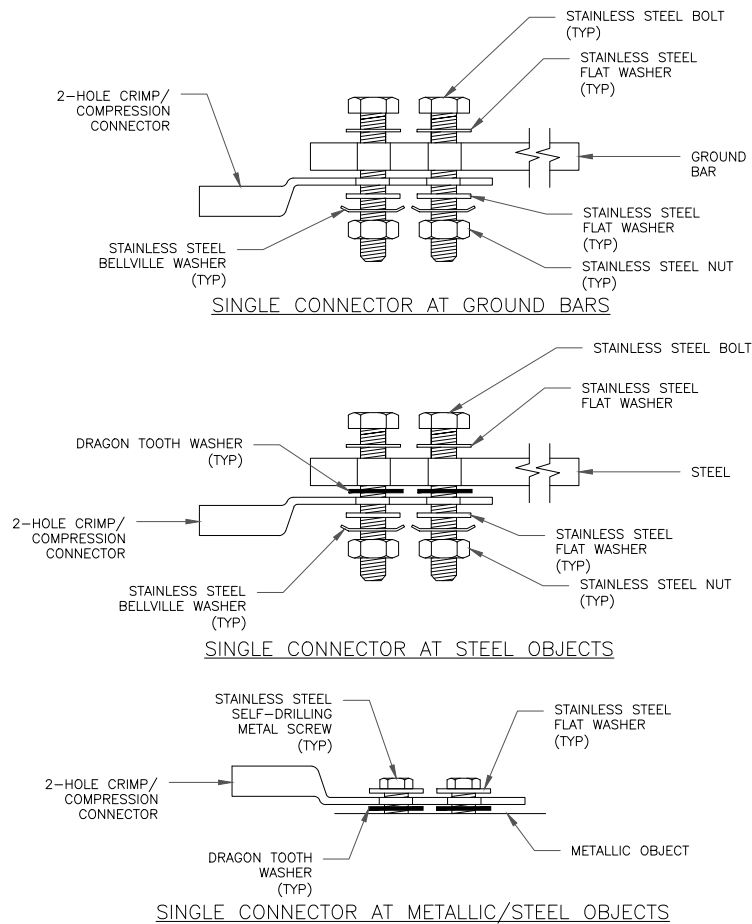 STAINLESS STEEL BOLT
(TYP)
STAINLESS STEEL
FLAT WASHER
(TYP)
2-HOLE CRIMP/
COMPRESSION
CONNECTOR
GROUND
BAR
STAINLESS STEEL
FLAT WASHER
(TYP)
STAINLESS STEEL
BELLVILLE WASHER
(TYP)
STAINLESS STEEL NUT
(TYP)
SINGLE CONNECTOR AT GROUND BARS
STAINLESS STEEL BOLT
STAINLESS STEEL
FLAT WASHER
DRAGON TOOTH WASHER
(TYP)
STEEL
2-HOLE CRIMP/
COMPRESSION
CONNECTOR
STAINLESS STEEL
FLAT WASHER
(TYP)
STAINLESS STEEL
BELLVILLE WASHER
(TYP)
STAINLESS STEEL NUT
(TYP)
SINGLE CONNECTOR AT STEEL OBJECTS
STAINLESS STEEL
SELF-DRILLING
METAL SCREW
(TYP)
STAINLESS STEEL
FLAT WASHER
(TYP)
2-HOLE CRIMP/
COMPRESSION
CONNECTOR
DRAGON TOOTH
WASHER
(TYP)
METALLIC OBJECT
SINGLE CONNECTOR AT METALLIC/STEEL OBJECTS